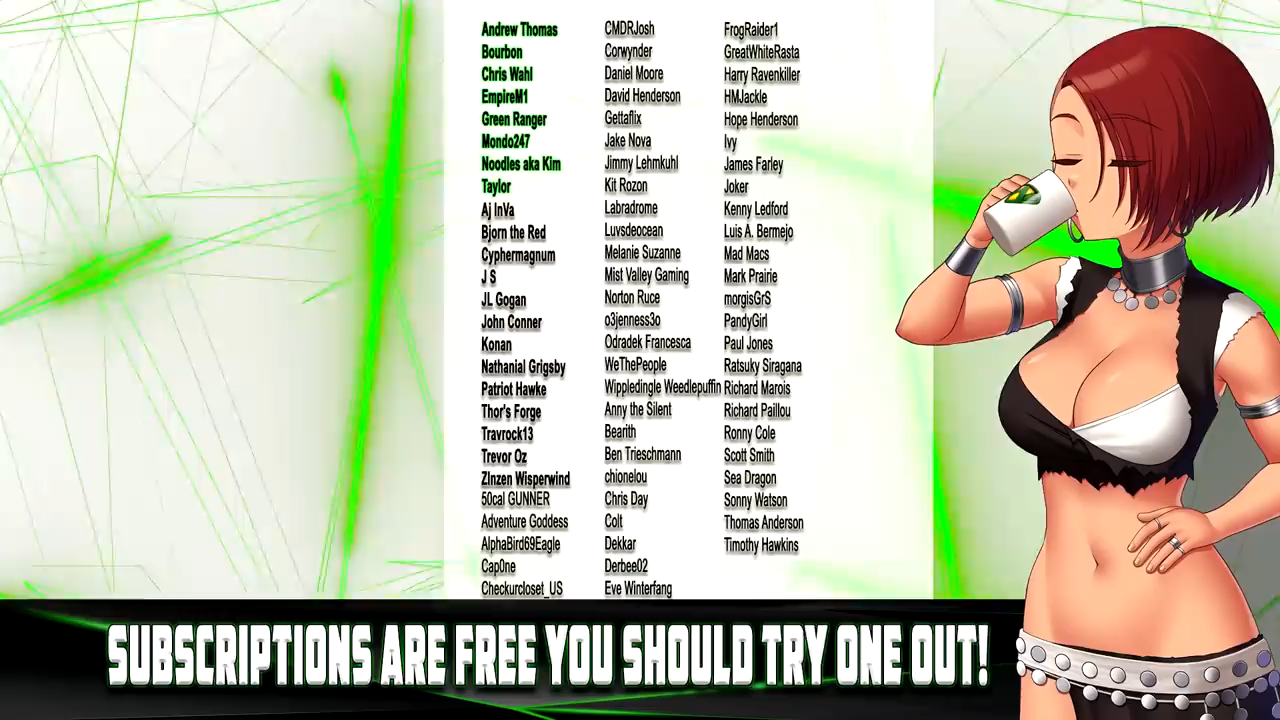 Andrew Thomas
Bourbon
Chris Wahl
EmpireM1
Green Ranger
Mondo247
Noodles aka Kim
Taylor
Aj InVa
Bjorn the Red
Cyphermagnum
J S
JL Gogan
John Conner
Konan
Nathanial Grigsby
Patriot Hawke
Thor's Forge
Travrock13
Trevor Oz
ZInzen Wisperwind
50cal GUNNER
Adventure Goddess
AlphaBird69Eagle
Cap0ne
Checkurcloset_US
CMDRJosh
Corwynder
Daniel Moore
David Henderson
Gettaflix
Jake Nova
Jimmy Lehmkuhl
Kit Rozon
Labradrome
Luvsdeocean
Melanie Suzanne
Mist Valley Gaming
Norton Ruce
o3jenness3o
Odradek Francesca
WeThePeople
Wippledingle Weedlepuffin
Anny the Silent
Bearith
Ben Trieschmann
chionelou
Chris Day
Colt
Dekkar
Derbee02
Eve Winterfang
FrogRaider1
GreatWhiteRasta
Harry Ravenkiller
HMJackle
Hope Henderson
Ivy
James Farley
Joker
Kenny Ledford
Luis A. Bermejo
Mad Macs
Mark Prairie
morgisGrS
PandyGirl
Paul Jones
Ratsuky Siragana
Richard Marois
Richard Paillou
Ronny Cole
Scott Smith
Sea Dragon
Sonny Watson
Thomas Anderson
Timothy Hawkins
SUBSCRIPTIONS ARE FREE YOU SHOULD TRY ONE OUT!